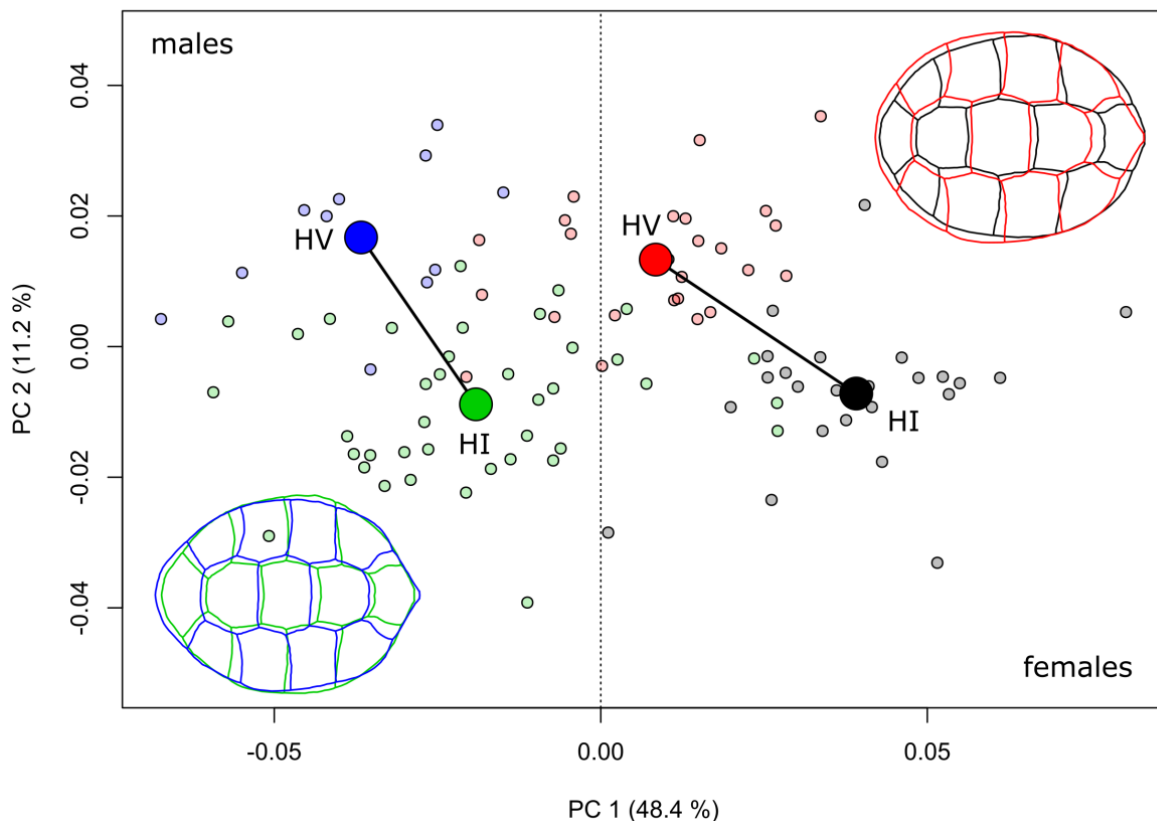 males
HV
HV
HI
HI
females
0.04
0.02
0.00
-0.02
-0.04
PC 2 (11.2 %)
-0.05
0.00
0.05
PC 1 (48.4 %)